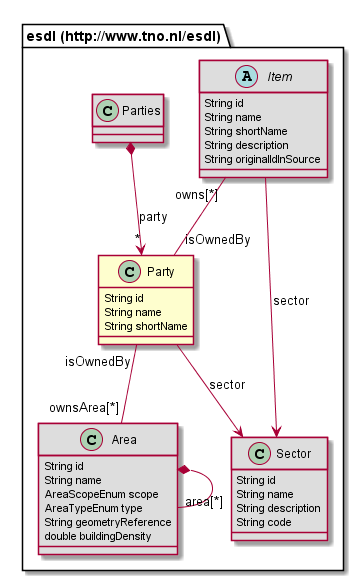 esdl (http://www.tno.nl/esdl)
A Item
String id
String name
String shortName
String description
String originalIdInSource
C Parties
owns[*]
party
*
isOwnedBy
C Party
String id
String name
String shortName
sector
isOwnedBy
sector
ownsArea[*]
C Area
String id
String name
AreaScopeEnum scope
AreaTypeEnum type
String geometryReference
double buildingDensity
area[*]
C Sector
String id
String name
String description
String code